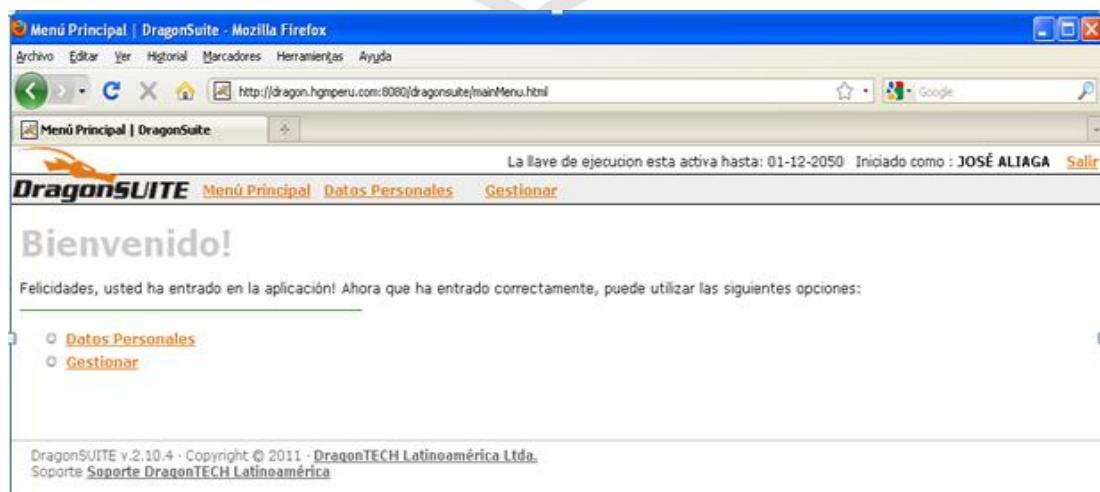 Menú Principal | DragonSuite - Mozilla Firefox
Archivo Editar Ver Historial Marcadores Herramientas Ayuda
http://dragon.hgmperu.com:8080/dragonsuite/mainMenu.html Google
Menú Principal | DragonSuite
La llave de ejecucion esta activa hasta: 01-12-2050 Iniciado como : JOSÉ ALIAGA Salir
DragonSUITE Menú Principal Datos Personales Gestionar
Bienvenido!
Felicidades, usted ha entrado en la aplicación! Ahora que ha entrado correctamente, puede utilizar las siguientes opciones:
Datos Personales
Gestionar
DragonSUITE v.2.10.4 · Copyright © 2011 · DragonTECH Latinoamérica Ltda.
Soporte Soporte DragonTECH Latinoamérica